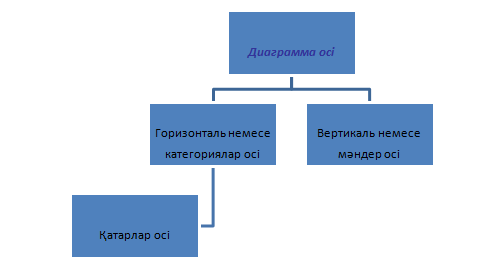 Диаграмма осі
Горизонталь немесе
категориялар осі
Вертикаль немесе
мәндер осі
Қатарлар осі